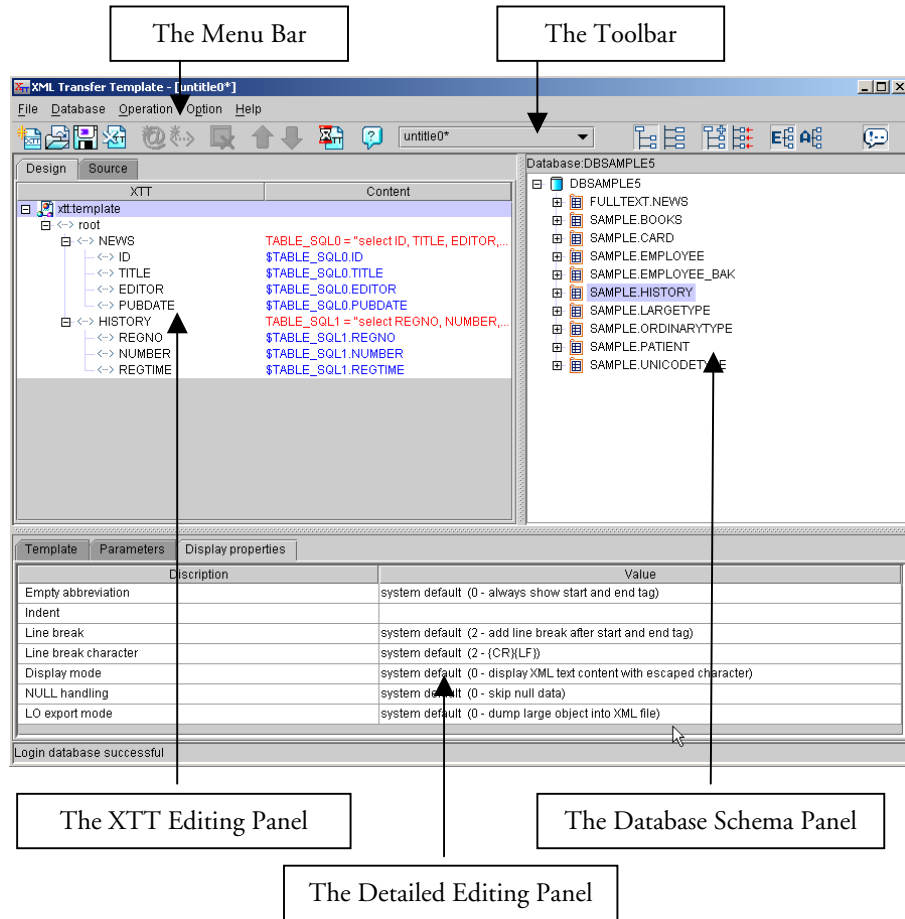 The Menu Bar
The Toolbar
XML Transfer Template - [untitle0*]
File Database Operation Option Help
untitle0*
Design Source
XTT Content
xtt:template
root
NEWS TABLE_SQL0 = "select ID, TITLE, EDITOR,...
ID $TABLE_SQL0.ID
TITLE $TABLE_SQL0.TITLE
EDITOR $TABLE_SQL0.EDITOR
PUBDATE $TABLE_SQL0.PUBDATE
HISTORY TABLE_SQL1 = "select REGNO, NUMBER,...
REGNO $TABLE_SQL1.REGNO
NUMBER $TABLE_SQL1.NUMBER
REGTIME $TABLE_SQL1.REGTIME
Database:DBSAMPLE5
DBSAMPLE5
FULLTEXT.NEWS
SAMPLE.BOOKS
SAMPLE.CARD
SAMPLE.EMPLOYEE
SAMPLE.EMPLOYEE_BAK
SAMPLE.HISTORY
SAMPLE.LARGETYPE
SAMPLE.ORDINARYTYPE
SAMPLE.PATIENT
SAMPLE.UNICODETYPE
Template Parameters Display properties
Discription Value
Empty abbreviation system default (0 - always show start and end tag)
Indent
Line break system default (2 - add line break after start and end tag)
Line break character system default (2 - {CR}{LF})
Display mode system default (0 - display XML text content with escaped character)
NULL handling system default (0 - skip null data)
LO export mode system default (0 - dump large object into XML file)
Login database successful
The XTT Editing Panel
The Database Schema Panel
The Detailed Editing Panel